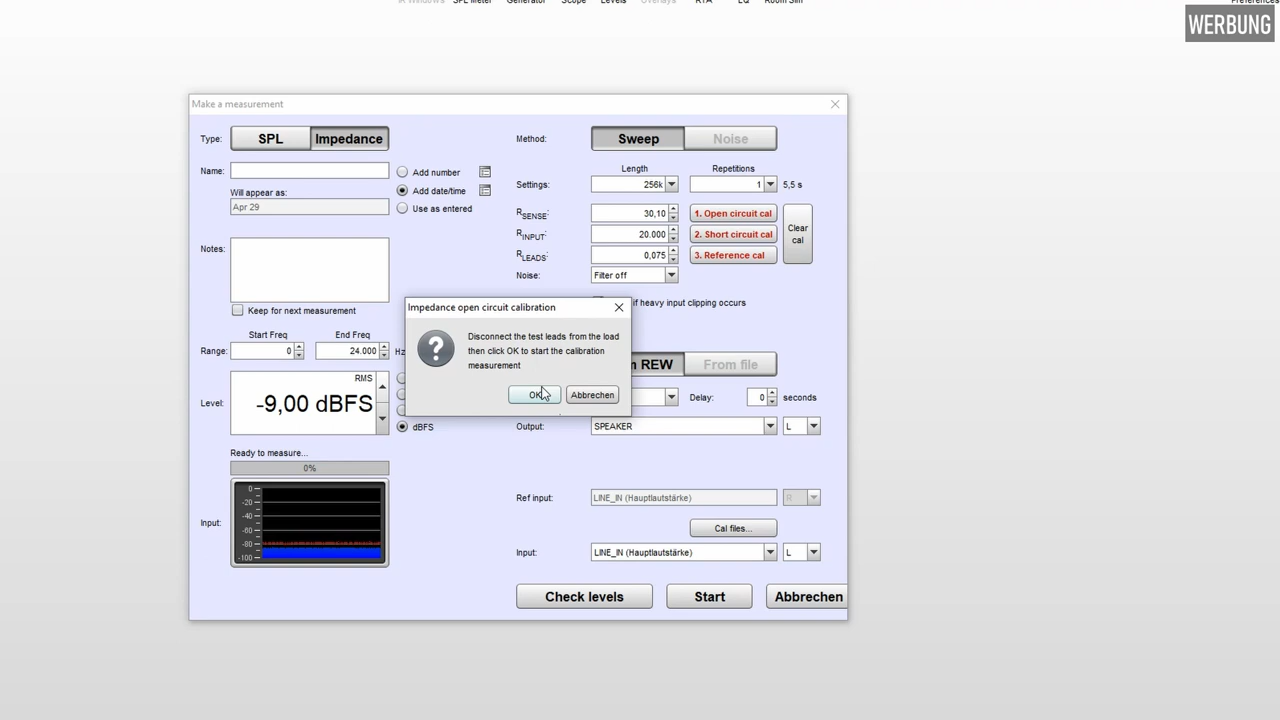 IR Windows SPL Meter Generator Scope Levels Overlays RTA EQ Room Sim Preferences
WERBUNG
Make a measurement
Type: SPL Impedance
Method: Sweep Noise
Name:
Add number
Length Repetitions
Will appear as:
Add date/time
Settings: 256k 1 5,5 s
Apr 29
Use as entered
RSENSE: 30,10 1. Open circuit cal
Clear cal
RINPUT: 20.000 2. Short circuit cal
Notes:
RLEADS: 0,075 3. Reference cal
Noise: Filter off
if heavy input clipping occurs
Keep for next measurement
Impedance open circuit calibration
Disconnect the test leads from the load
then click OK to start the calibration
measurement
OK Abbrechen
Start Freq End Freq
Range: 0 24.000 Hz
REW From file
RMS
Level: -9,00 dBFS
Delay: 0 seconds
dBFS
Output: SPEAKER L
Ready to measure...
0%
0
-20
-40
-60
-80
-100
Input:
Ref input: LINE_IN (Hauptlautstärke) R
Cal files...
Input: LINE_IN (Hauptlautstärke) L
Check levels Start Abbrechen